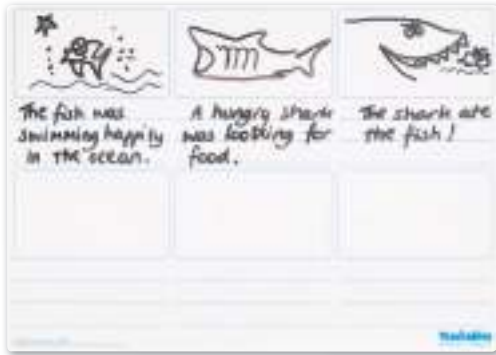 The fish was
swimming happily
in the ocean.
A hungry shark
was looking for
food.
The shark ate
the fish!